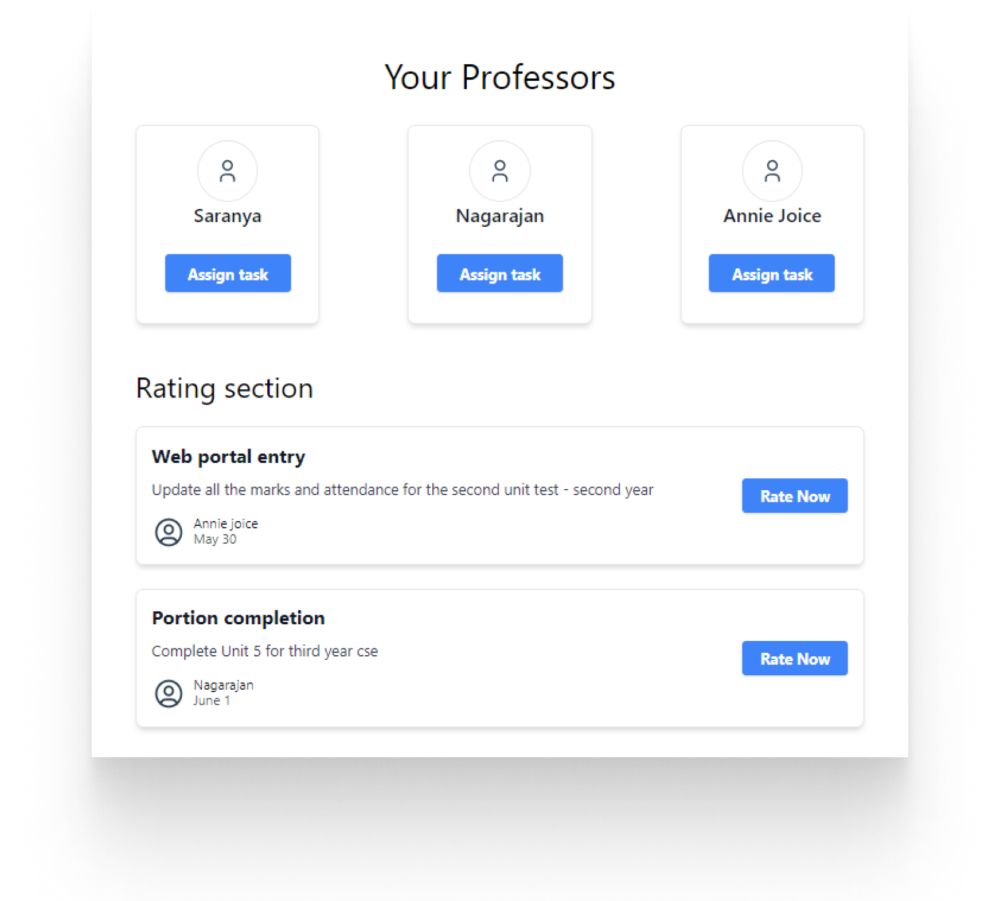 Your Professors
Saranya
Nagarajan
Annie Joice
Assign task
Assign task
Assign task
Rating section
Web portal entry
Update all the marks and attendance for the second unit test - second year
Rate Now
Annie joice
May 30
Portion completion
Complete Unit 5 for third year cse
Rate Now
Nagarajan
June 1